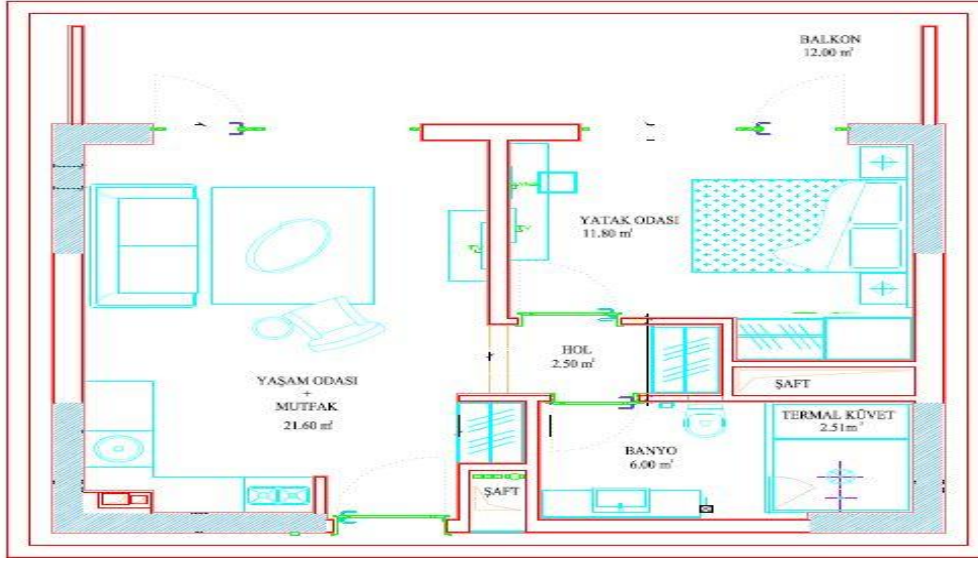 BALKON
12.00 m²
YATAK ODASI
11.80 m²
HOL
2.50 m²
YAŞAM ODASI
+
MUTFAK
21.60 m²
ŞAFT
TERMAL KÜVET
2.51m²
BANYO
6.00 m²
ŞAFT